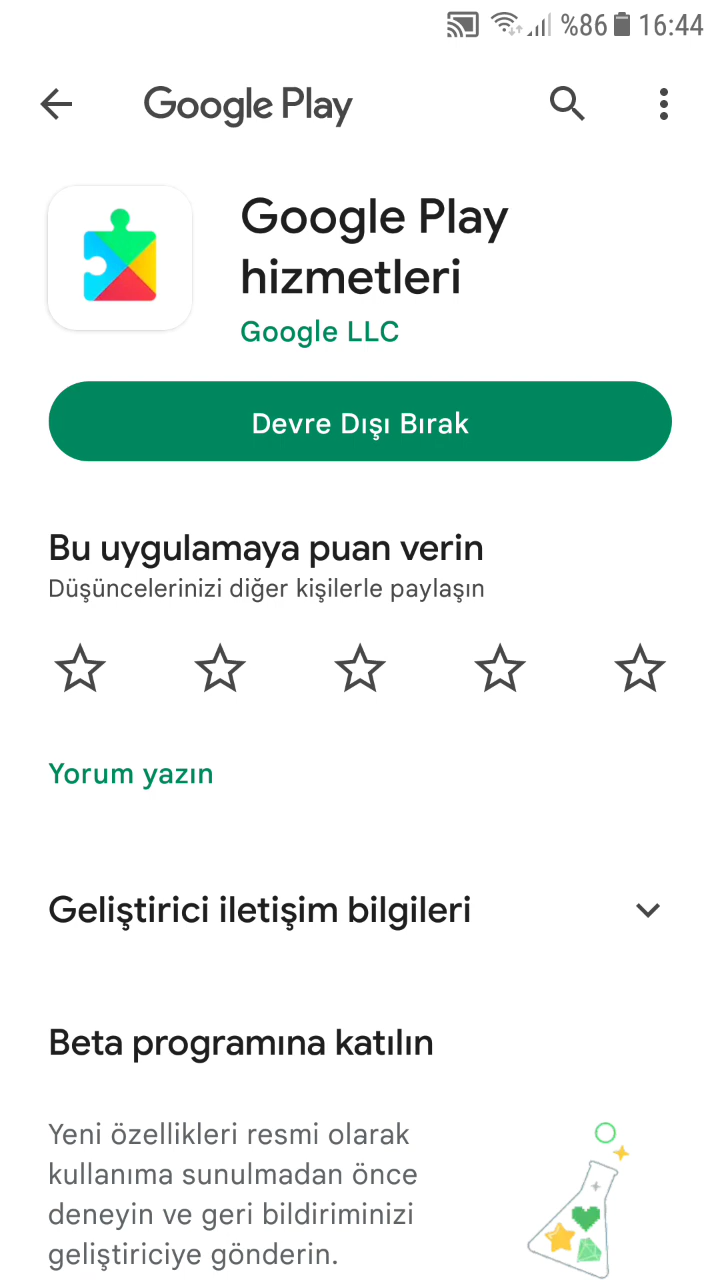 %86 16:44
Google Play
Google Play
hizmetleri
Google LLC
Devre Dışı Bırak
Bu uygulamaya puan verin
Düşüncelerinizi diğer kişilerle paylaşın
Yorum yazın
Geliştirici iletişim bilgileri
Beta programına katılın
Yeni özellikleri resmi olarak
kullanıma sunulmadan önce
deneyin ve geri bildiriminizi
geliştiriciye gönderin.